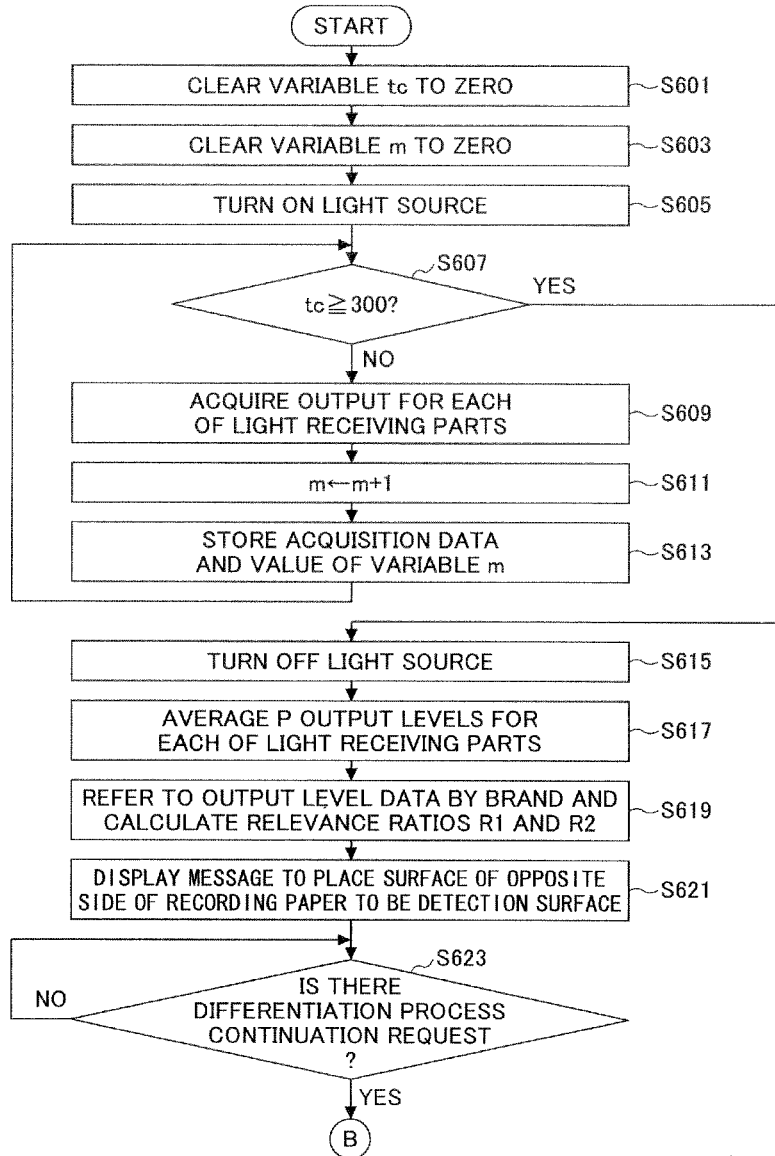 START
CLEAR VARIABLE tc TO ZERO
S601
CLEAR VARIABLE m TO ZERO
S603
TURN ON LIGHT SOURCE
S605
S607
tc≧300?
YES
NO
ACQUIRE OUTPUT FOR EACH
OF LIGHT RECEIVING PARTS
S609
m←m+1
S611
STORE ACQUISITION DATA
AND VALUE OF VARIABLE m
S613
TURN OFF LIGHT SOURCE
S615
AVERAGE P OUTPUT LEVELS FOR
EACH OF LIGHT RECEIVING PARTS
S617
REFER TO OUTPUT LEVEL DATA BY BRAND AND
CALCULATE RELEVANCE RATIOS R1 AND R2
S619
DISPLAY MESSAGE TO PLACE SURFACE OF OPPOSITE
SIDE OF RECORDING PAPER TO BE DETECTION SURFACE
S621
S623
NO
IS THERE
DIFFERENTIATION PROCESS
CONTINUATION REQUEST
?
YES
B